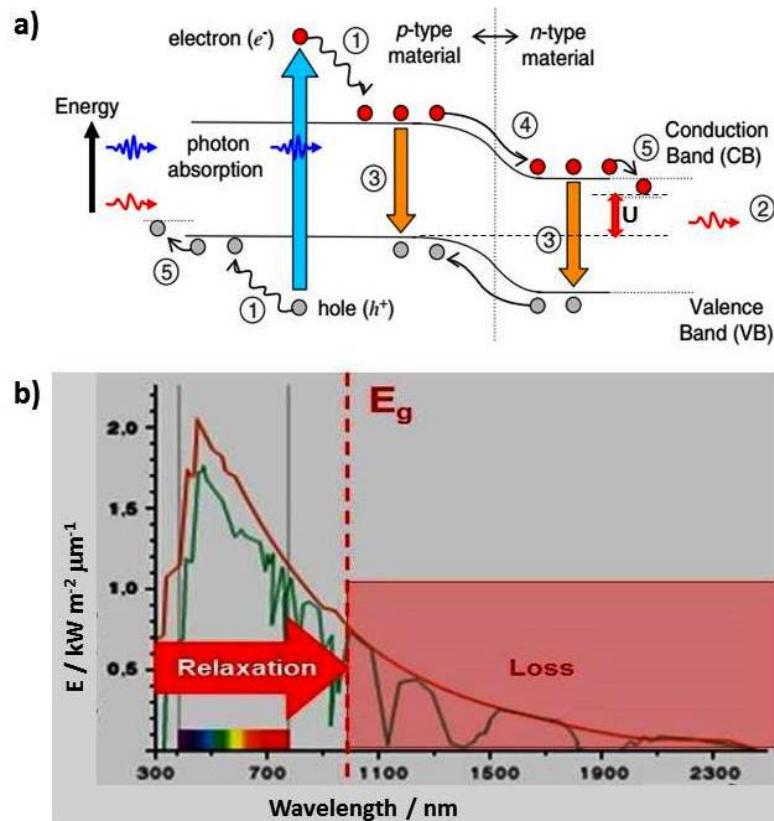 a)
electron (e-)
①
p-type
material
n-type
material
Energy
photon
absorption
③
④
⑤
Conduction
Band (CB)
U
②
⑤
①
hole (h+)
③
Valence
Band (VB)
b)
Eg
2.0
1.5
1.0
0.5
E / kW m-2 μm-1
Relaxation
Loss
300 700 1100 1500 1900 2300
Wavelength / nm